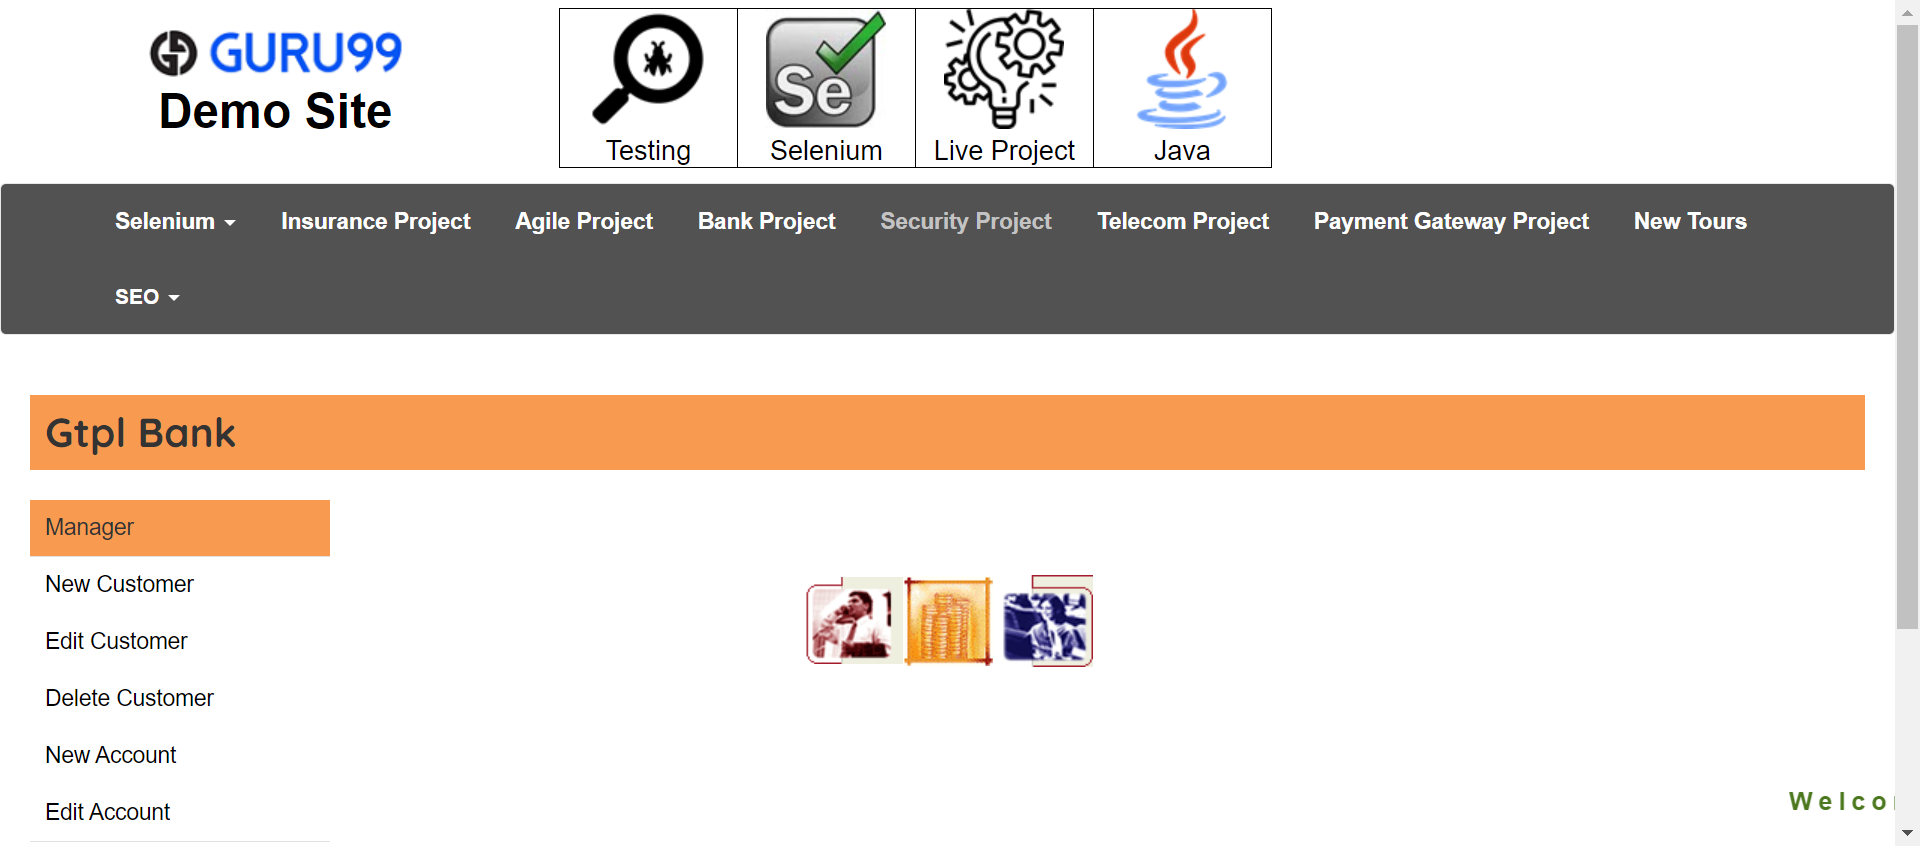 GURU99
Demo Site
Testing
Se
Selenium
Live Project
Java
Selenium
Insurance Project
Agile Project
Bank Project
Security Project
Telecom Project
Payment Gateway Project
New Tours
SEO
Gtpl Bank
Manager
New Customer
Edit Customer
Delete Customer
New Account
Edit Account